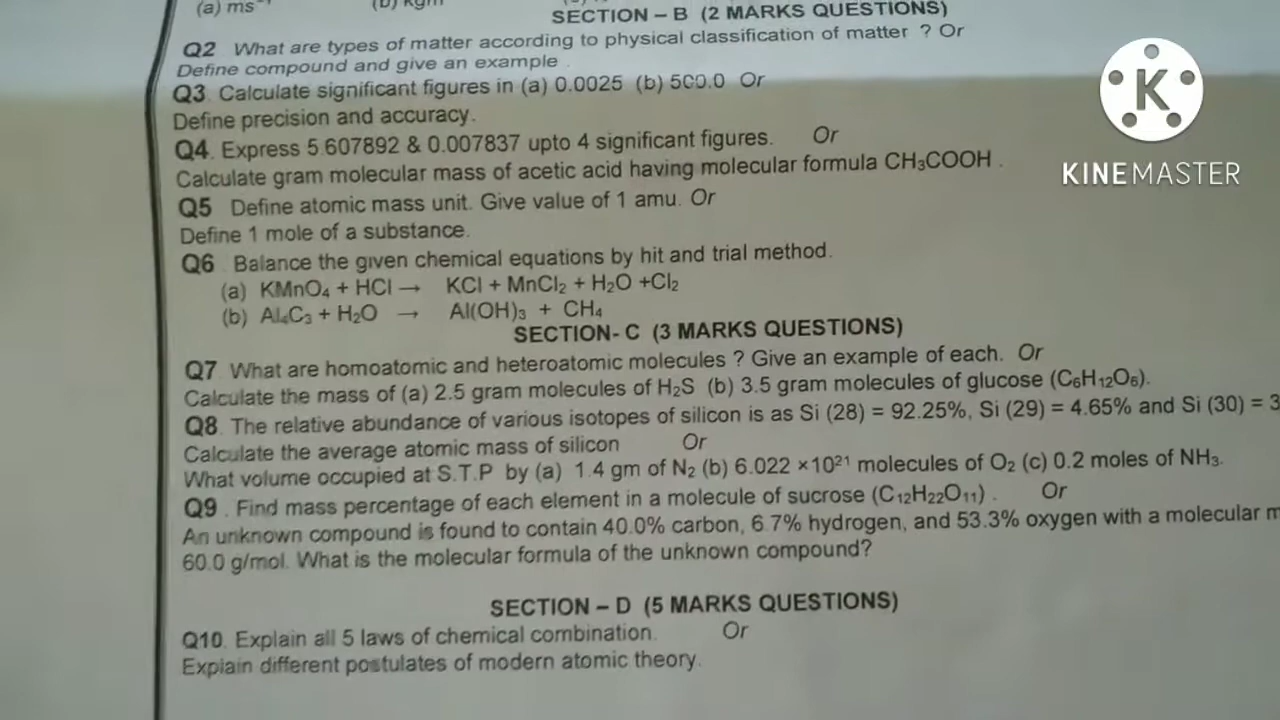 (a) ms⁻¹ (b) kgm
SECTION – B (2 MARKS QUESTIONS)
Q2 What are types of matter according to physical classification of matter ? Or
Define compound and give an example
Q3. Calculate significant figures in (a) 0.0025 (b) 500.0 Or
Define precision and accuracy.
Q4. Express 5.607892 & 0.007837 upto 4 significant figures. Or
Calculate gram molecular mass of acetic acid having molecular formula CH₃COOH .
Q5 Define atomic mass unit. Give value of 1 amu. Or
Define 1 mole of a substance.
Q6 . Balance the given chemical equations by hit and trial method.
(a) KMnO₄ + HCl → KCl + MnCl₂ + H₂O +Cl₂
(b) Al₄C₃ + H₂O → Al(OH)₃ + CH₄
SECTION- C (3 MARKS QUESTIONS)
Q7 What are homoatomic and heteroatomic molecules ? Give an example of each. Or
Calculate the mass of (a) 2.5 gram molecules of H₂S (b) 3.5 gram molecules of glucose (C₆H₁₂O₆).
Q8. The relative abundance of various isotopes of silicon is as Si (28) = 92.25%, Si (29) = 4.65% and Si (30) = 3
Calculate the average atomic mass of silicon Or
What volume occupied at S.T.P by (a) 1.4 gm of N₂ (b) 6.022 ×10²¹ molecules of O₂ (c) 0.2 moles of NH₃.
Q9 . Find mass percentage of each element in a molecule of sucrose (C₁₂H₂₂O₁₁) . Or
An unknown compound is found to contain 40.0% carbon, 6.7% hydrogen, and 53.3% oxygen with a molecular m
60.0 g/mol. What is the molecular formula of the unknown compound?
SECTION – D (5 MARKS QUESTIONS)
Q10. Explain all 5 laws of chemical combination. Or
Explain different postulates of modern atomic theory.
K
KINEMASTER